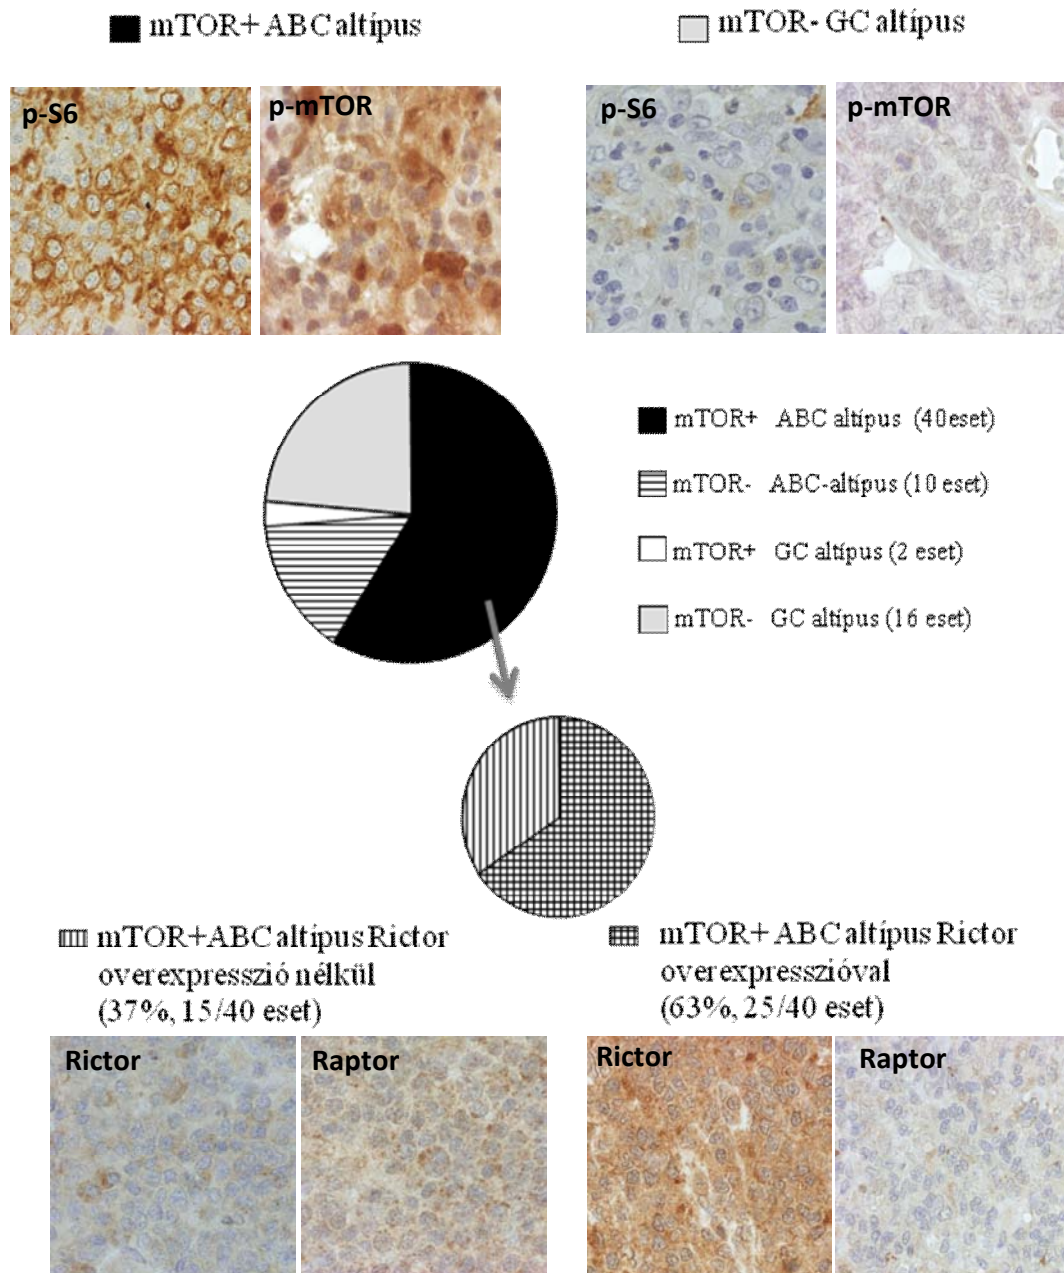 mTOR+ ABC altípus
mTOR- GC altípus
p-S6
p-mTOR
p-S6
p-mTOR
mTOR+ ABC altípus (40eset)
mTOR- ABC-altípus (10 eset)
mTOR+ GC altípus (2 eset)
mTOR- GC altípus (16 eset)
mTOR+ABC altípus Rictor
overexpresszió nélkül
(37%, 15/40 eset)
mTOR+ ABC altípus Rictor
overexpresszióval
(63%, 25/40 eset)
Rictor
Raptor
Rictor
Raptor